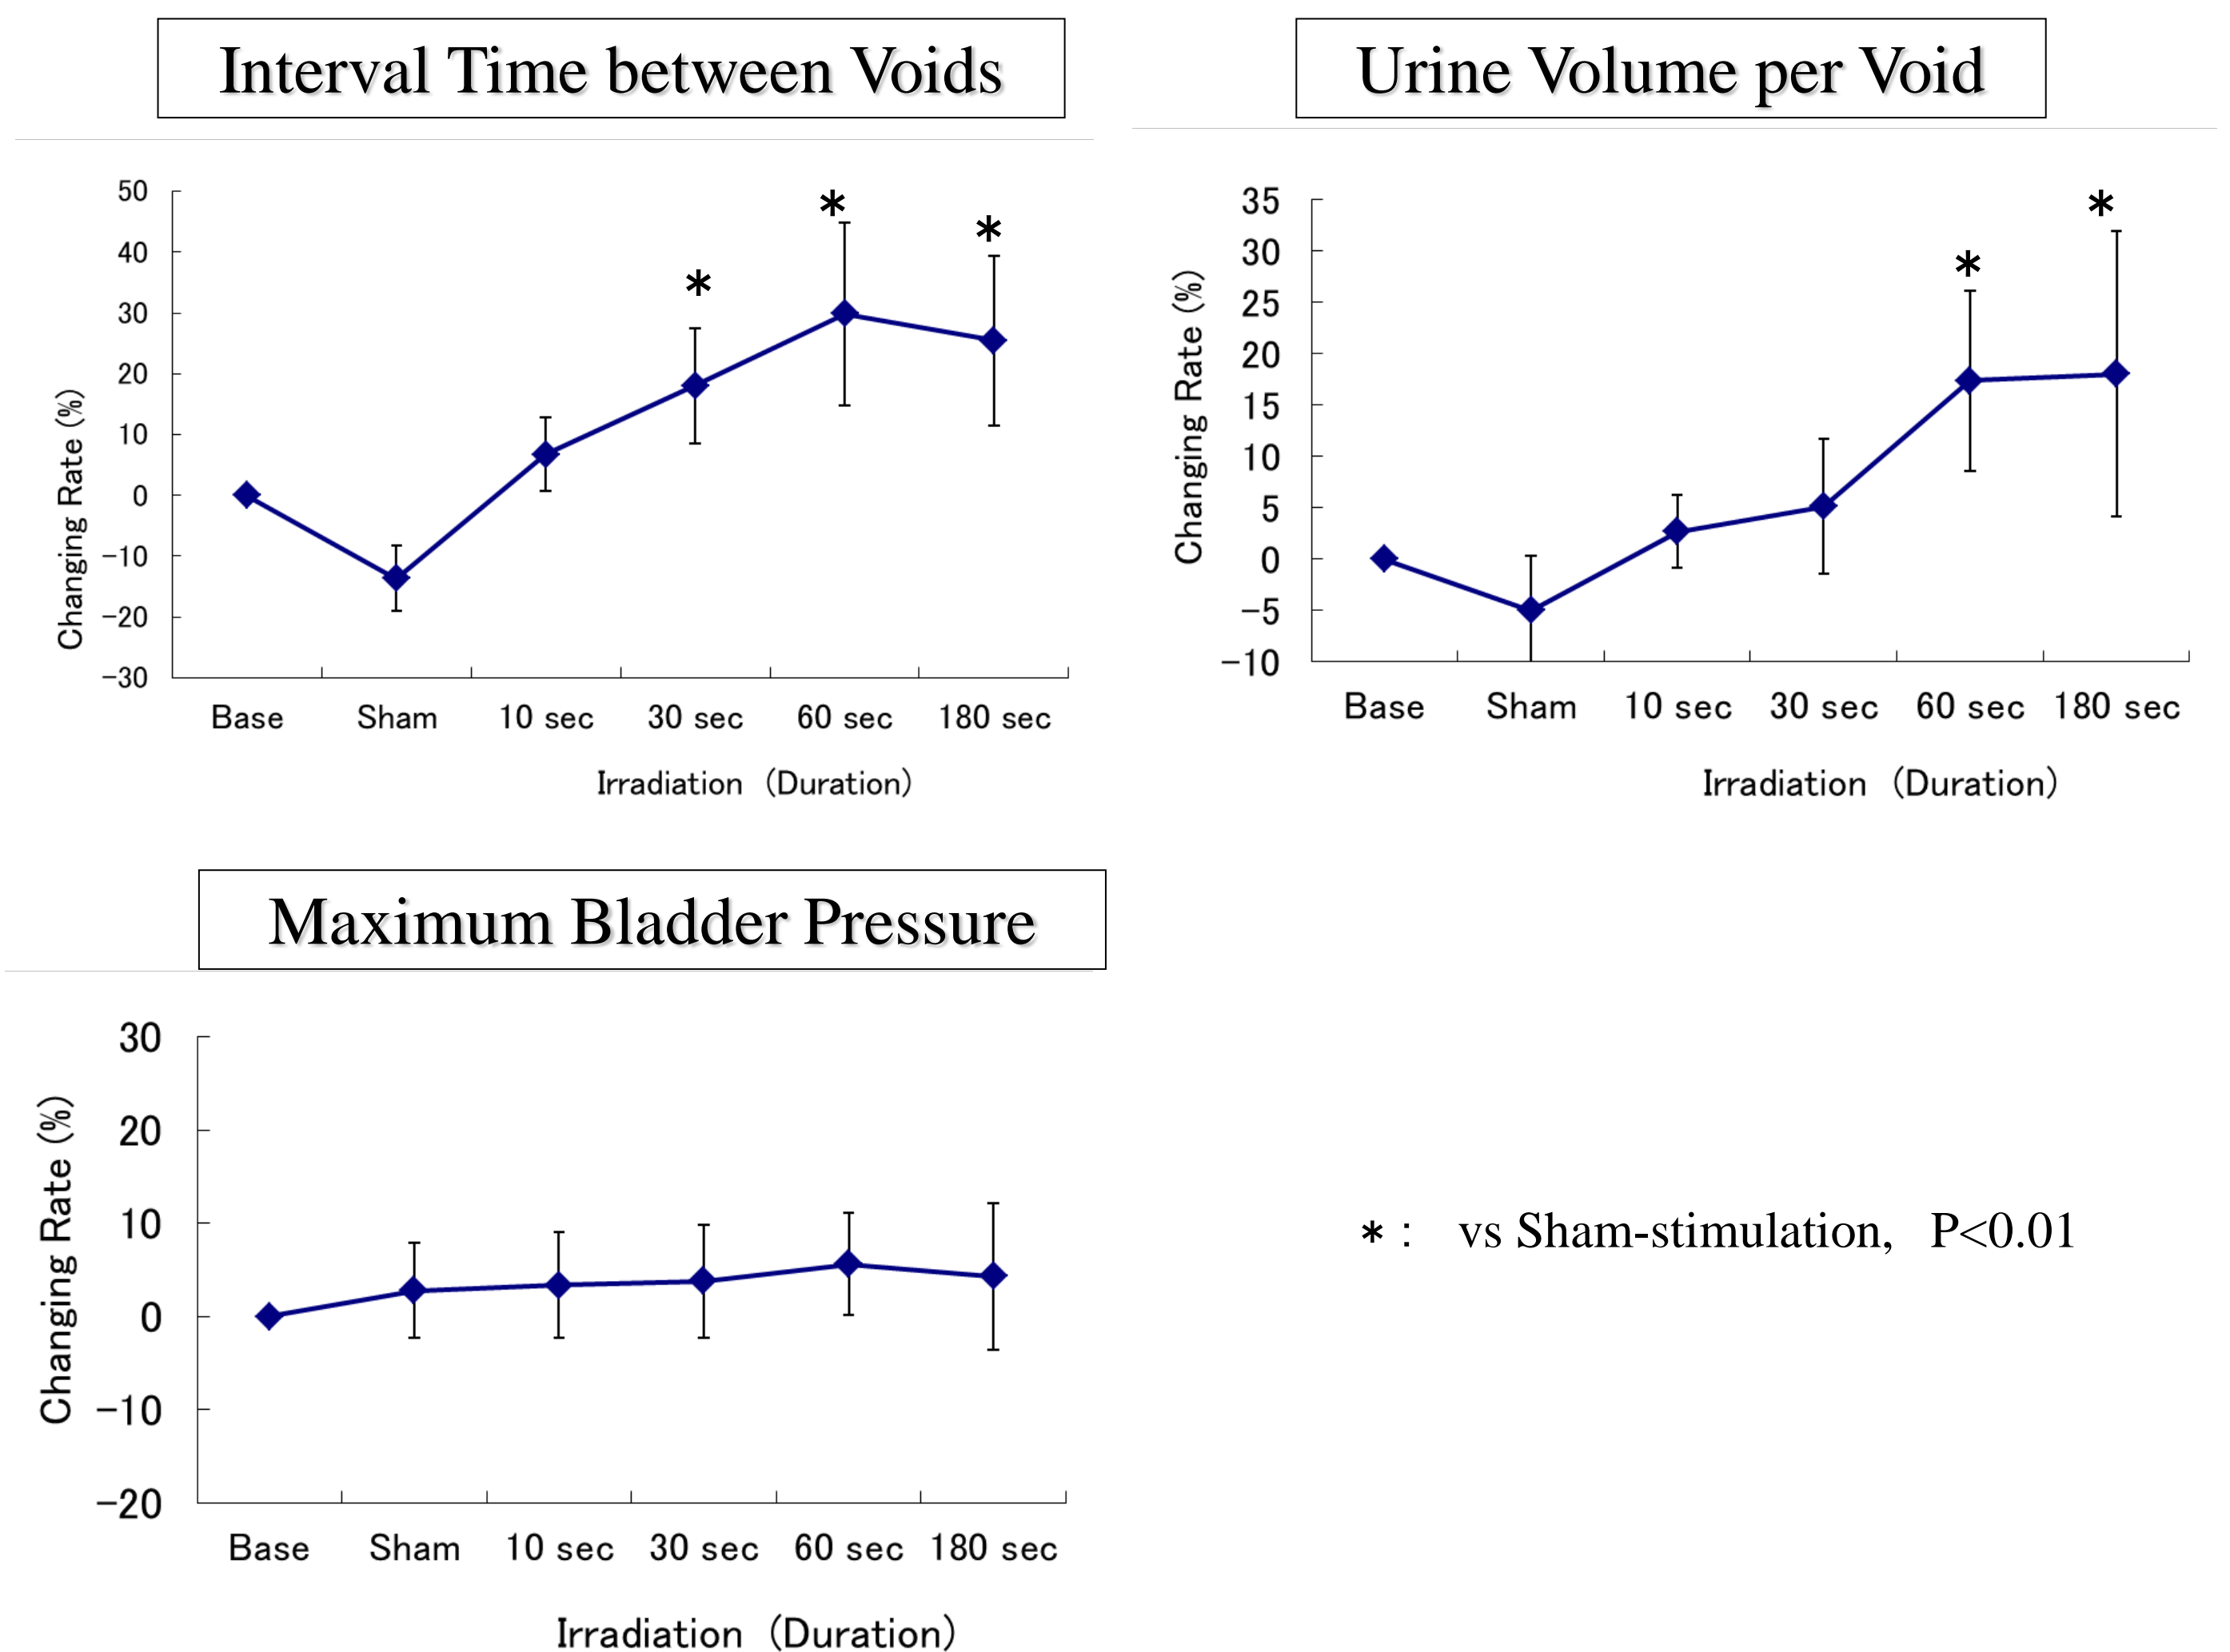 Interval Time between Voids
Changing Rate (%)
50
40
30
20
10
0
−10
−20
−30
Base Sham 10 sec 30 sec 60 sec 180 sec
Irradiation (Duration)
* * *
Urine Volume per Void
Changing Rate (%)
35
30
25
20
15
10
5
0
−5
−10
Base Sham 10 sec 30 sec 60 sec 180 sec
Irradiation (Duration)
* *
Maximum Bladder Pressure
Changing Rate (%)
30
20
10
0
−10
−20
Base Sham 10 sec 30 sec 60 sec 180 sec
Irradiation (Duration)
* : vs Sham-stimulation, P<0.01